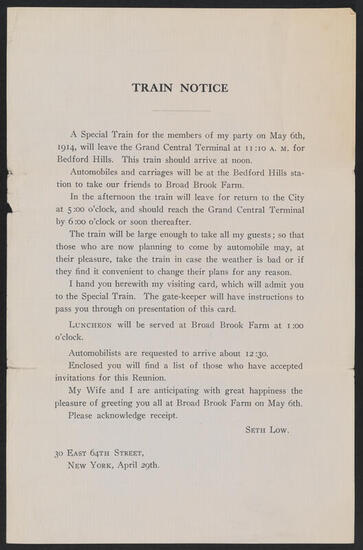 TRAIN NOTICE
A Special Train for the members of my party on May 6th,
1914, will leave the Grand Central Terminal at 11:10 A. M. for
Bedford Hills. This train should arrive at noon.
Automobiles and carriages will be at the Bedford Hills sta-
tion to take our friends to Broad Brook Farm.
In the afternoon the train will leave for return to the City
at 5:00 o'clock, and should reach the Grand Central Terminal
by 6:00 o'clock or soon thereafter.
The train will be large enough to take all my guests; so that
those who are now planning to come by automobile may, at
their pleasure, take the train in case the weather is bad or if
they find it convenient to change their plans for any reason.
I hand you herewith my visiting card, which will admit you
to the Special Train. The gate-keeper will have instructions to
pass you through on presentation of this card.
LUNCHEON will be served at Broad Brook Farm at 1:00
o'clock.
Automobilists are requested to arrive about 12:30.
Enclosed you will find a list of those who have accepted
invitations for this Reunion.
My Wife and I are anticipating with great happiness the
pleasure of greeting you all at Broad Brook Farm on May 6th.
Please acknowledge receipt.
SETH LOW.
30 EAST 64TH STREET,
NEW YORK, April 29th.